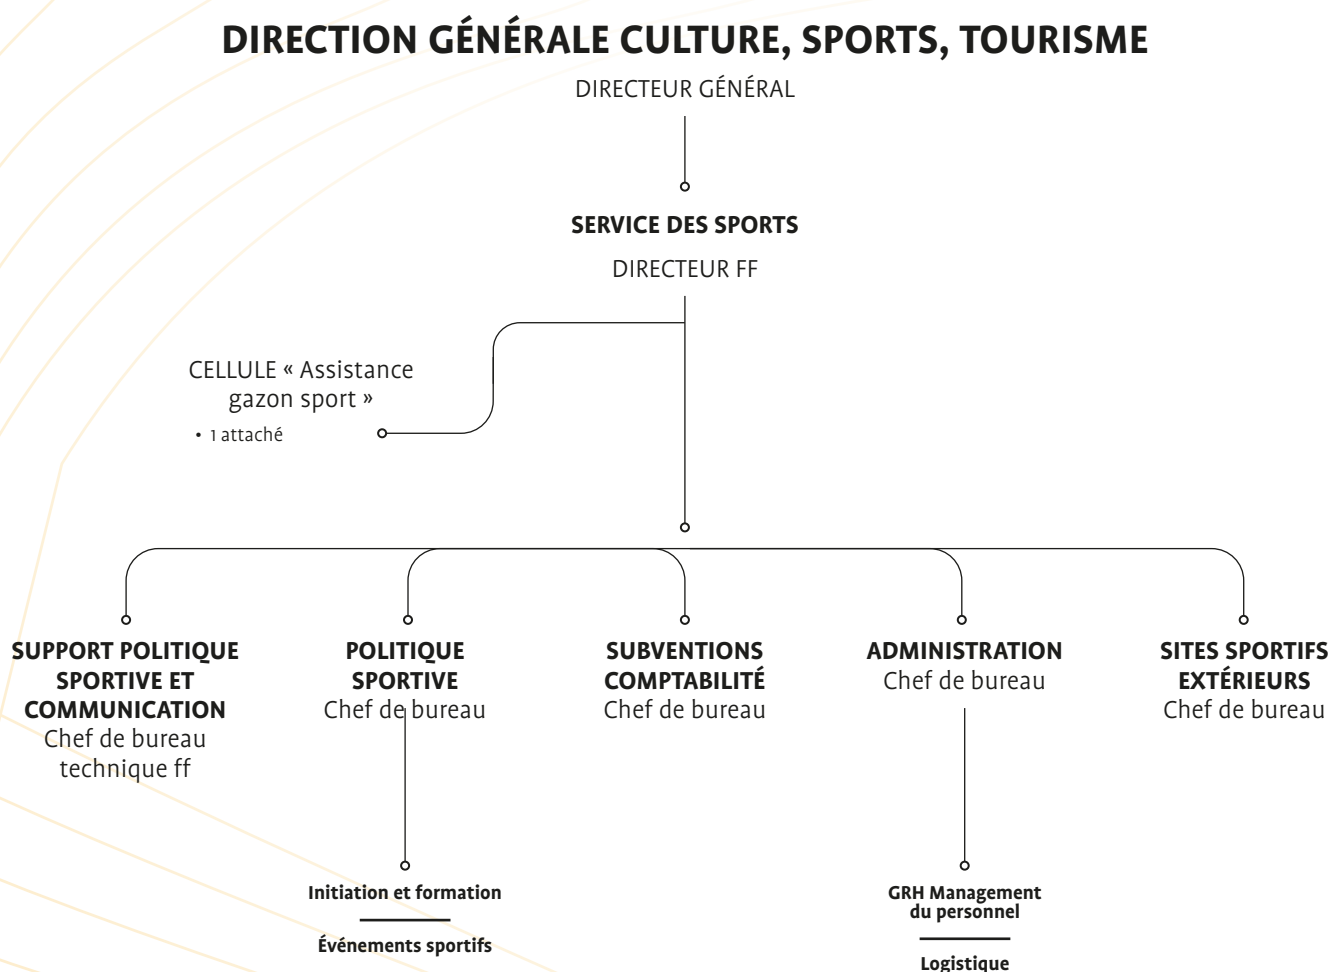 DIRECTION GÉNÉRALE CULTURE, SPORTS, TOURISME
DIRECTEUR GÉNÉRAL
SERVICE DES SPORTS
DIRECTEUR FF
CELLULE « Assistance
gazon sport »
• 1 attaché
SUPPORT POLITIQUE
SPORTIVE ET
COMMUNICATION
Chef de bureau
technique ff
POLITIQUE
SPORTIVE
Chef de bureau
SUBVENTIONS
COMPTABILITÉ
Chef de bureau
ADMINISTRATION
Chef de bureau
SITES SPORTIFS
EXTÉRIEURS
Chef de bureau
Initiation et formation
Événements sportifs
GRH Management
du personnel
Logistique